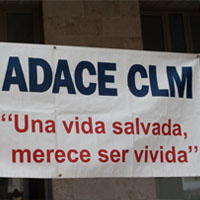 ADACE CLM
“Una vida salvada,
merece ser vivida”